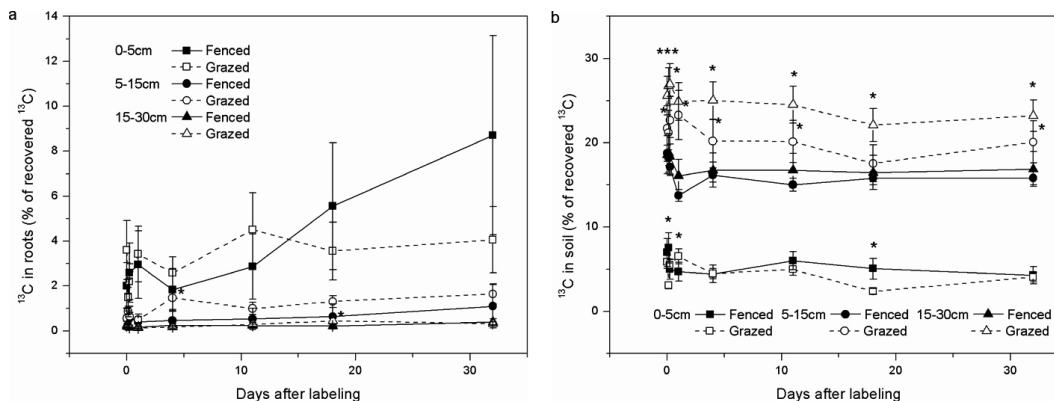 a
14
12
10
8
6
4
2
0
¹³C in roots (% of recovered ¹³C)
0-5cm Fenced
Grazed
5-15cm Fenced
Grazed
15-30cm Fenced
Grazed
*
*
0 10 20 30
Days after labeling
b
30
20
10
0
¹³C in soil (% of recovered ¹³C)
*** * * * *
*
* * * * *
* * *
0-5cm Fenced 5-15cm Fenced 15-30cm Fenced
Grazed Grazed Grazed
0 10 20 30
Days after labeling